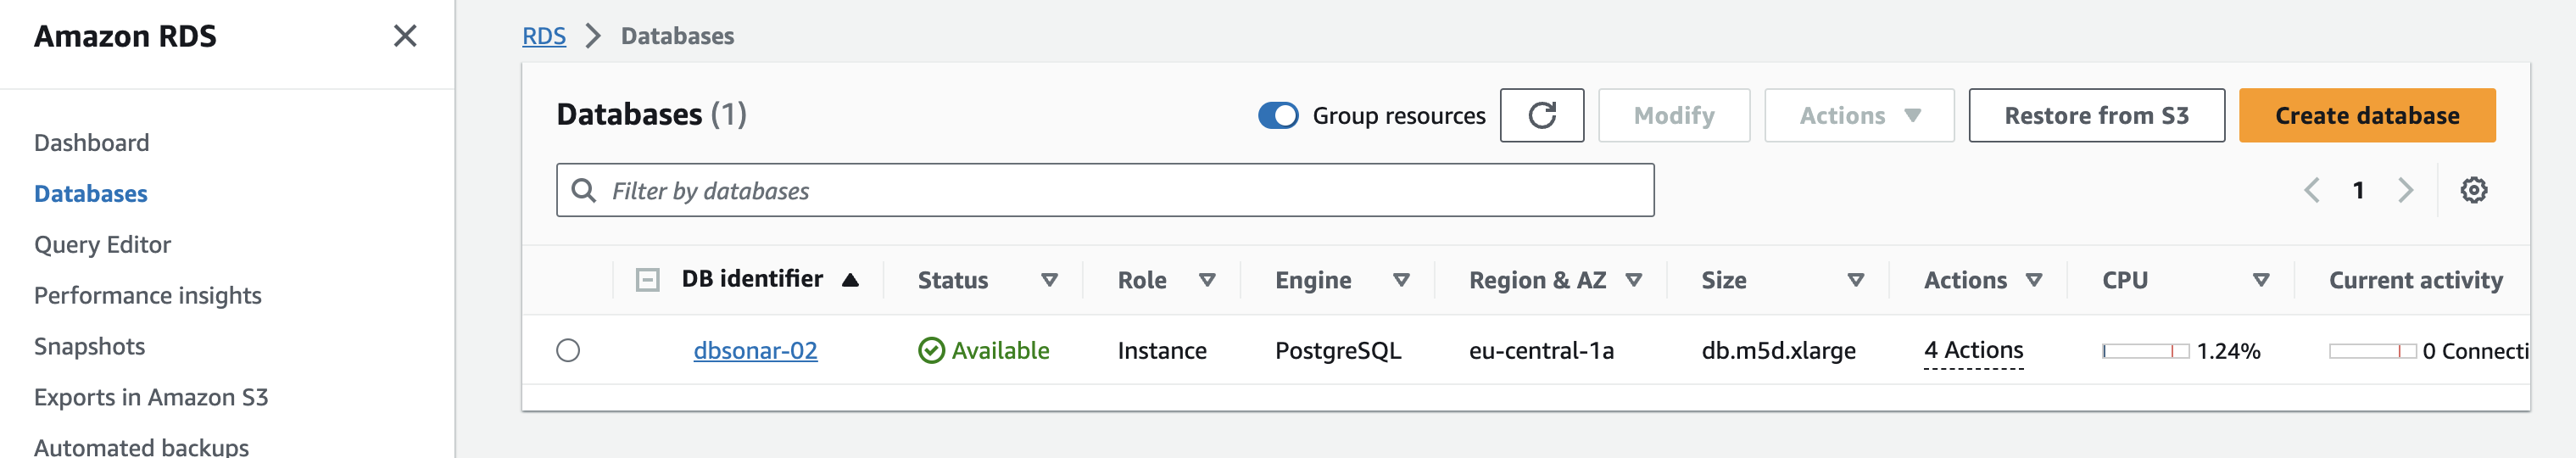 Amazon RDS
Dashboard
Databases
Query Editor
Performance insights
Snapshots
Exports in Amazon S3
Automated backups
RDS > Databases
Databases (1)
Group resources
Modify
Actions
Restore from S3
Create database
Filter by databases
1
DB identifier Status Role Engine Region & AZ Size Actions CPU Current activity
dbsonar-02 Available Instance PostgreSQL eu-central-1a db.m5d.xlarge 4 Actions 1.24% 0 Connecti